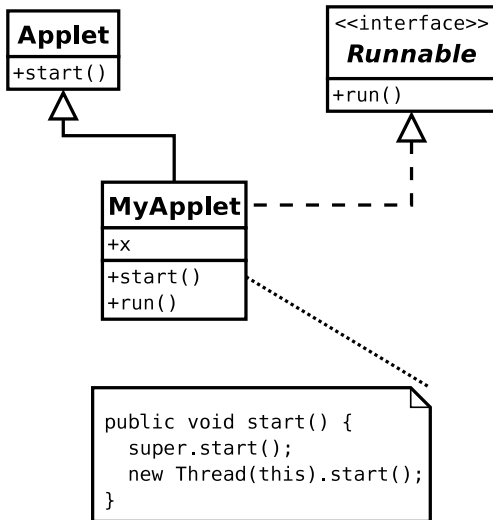 Applet
+start()
<<interface>>
Runnable
+run()
MyApplet
+x
+start()
+run()
public void start() {
  super.start();
  new Thread(this).start();
}